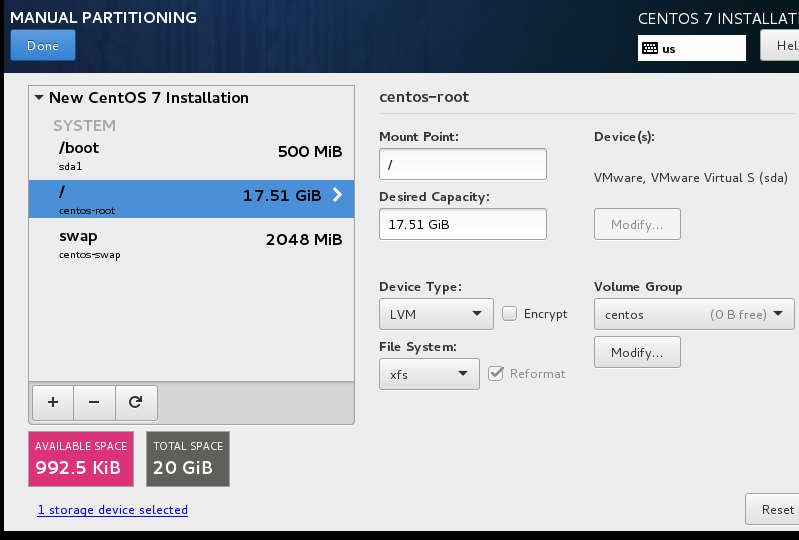 MANUAL PARTITIONING
CENTOS 7 INSTALLATI
Done
us
Hel
New CentOS 7 Installation
SYSTEM
/boot
500 MiB
sda1
/
17.51 GiB
centos-root
swap
2048 MiB
centos-swap
+ −
AVAILABLE SPACE
992.5 KiB
TOTAL SPACE
20 GiB
1 storage device selected
centos-root
Mount Point:
/
Desired Capacity:
17.51 GiB
Device(s):
VMware, VMware Virtual S (sda)
Modify...
Device Type:
LVM
Encrypt
Volume Group
centos (0 B free)
Modify...
File System:
xfs
Reformat
Reset